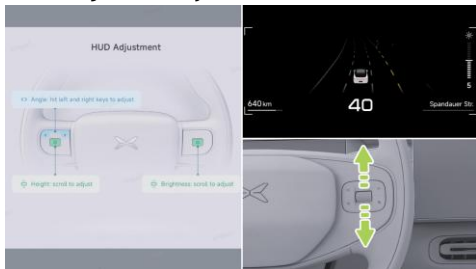 HUD Adjustment
Angle: hit left and right keys to adjust
Height: scroll to adjust
Brightness: scroll to adjust
5
640 km
40
Spandauer Str.